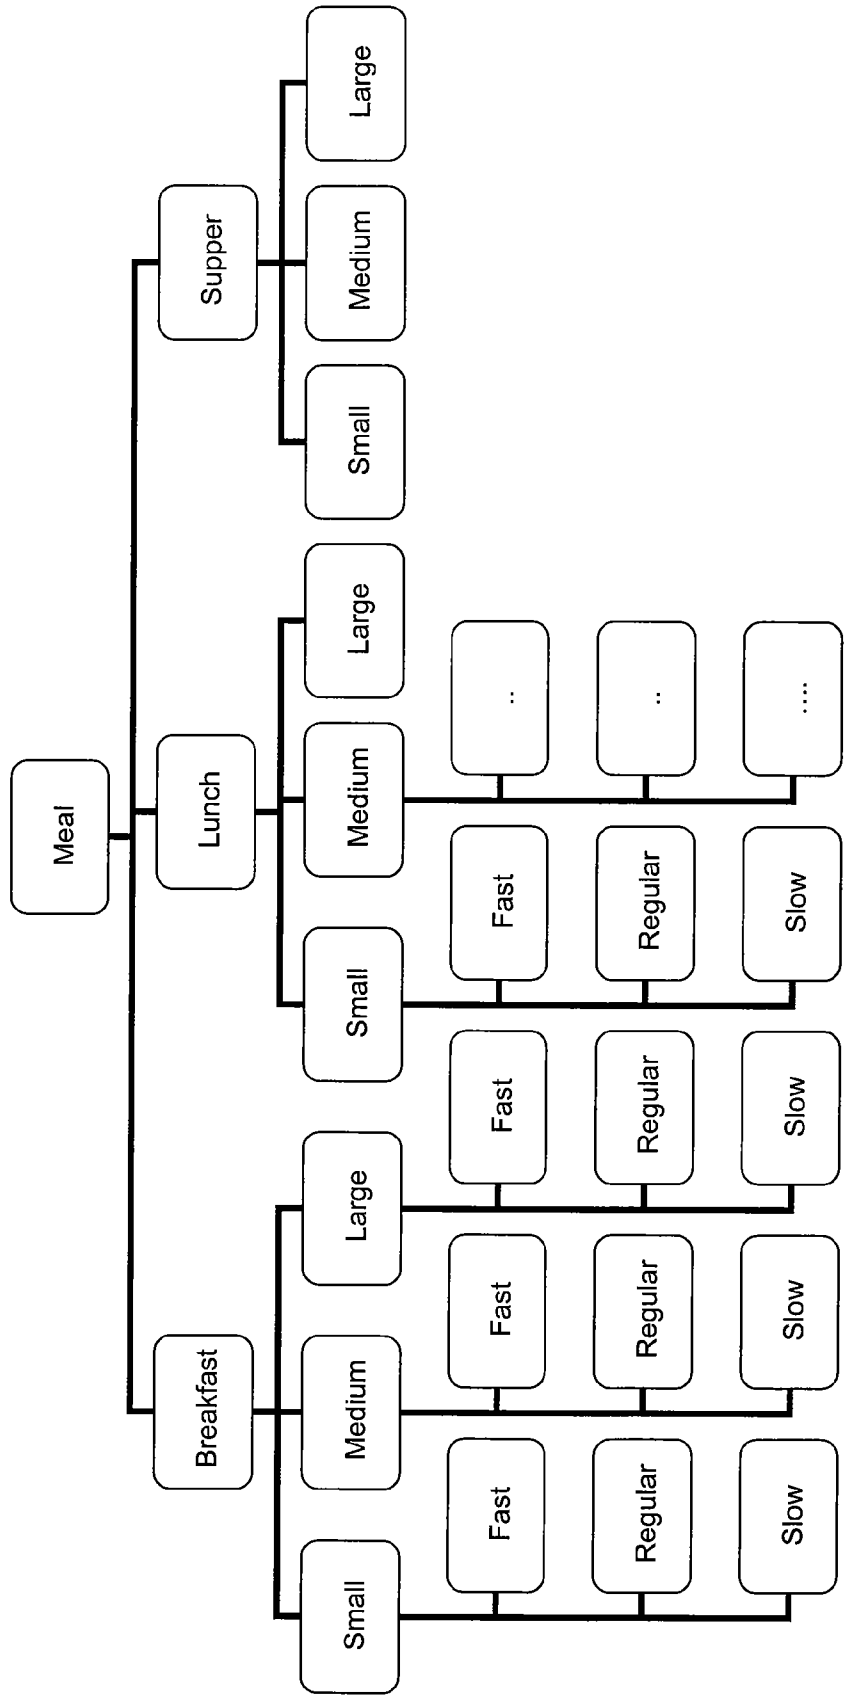 Meal
Breakfast
Lunch
Supper
Small
Medium
Large
Small
Medium
Large
Small
Medium
Large
Fast
Fast
Fast
Fast
..
Regular
Regular
Regular
Regular
..
Slow
Slow
Slow
Slow
....